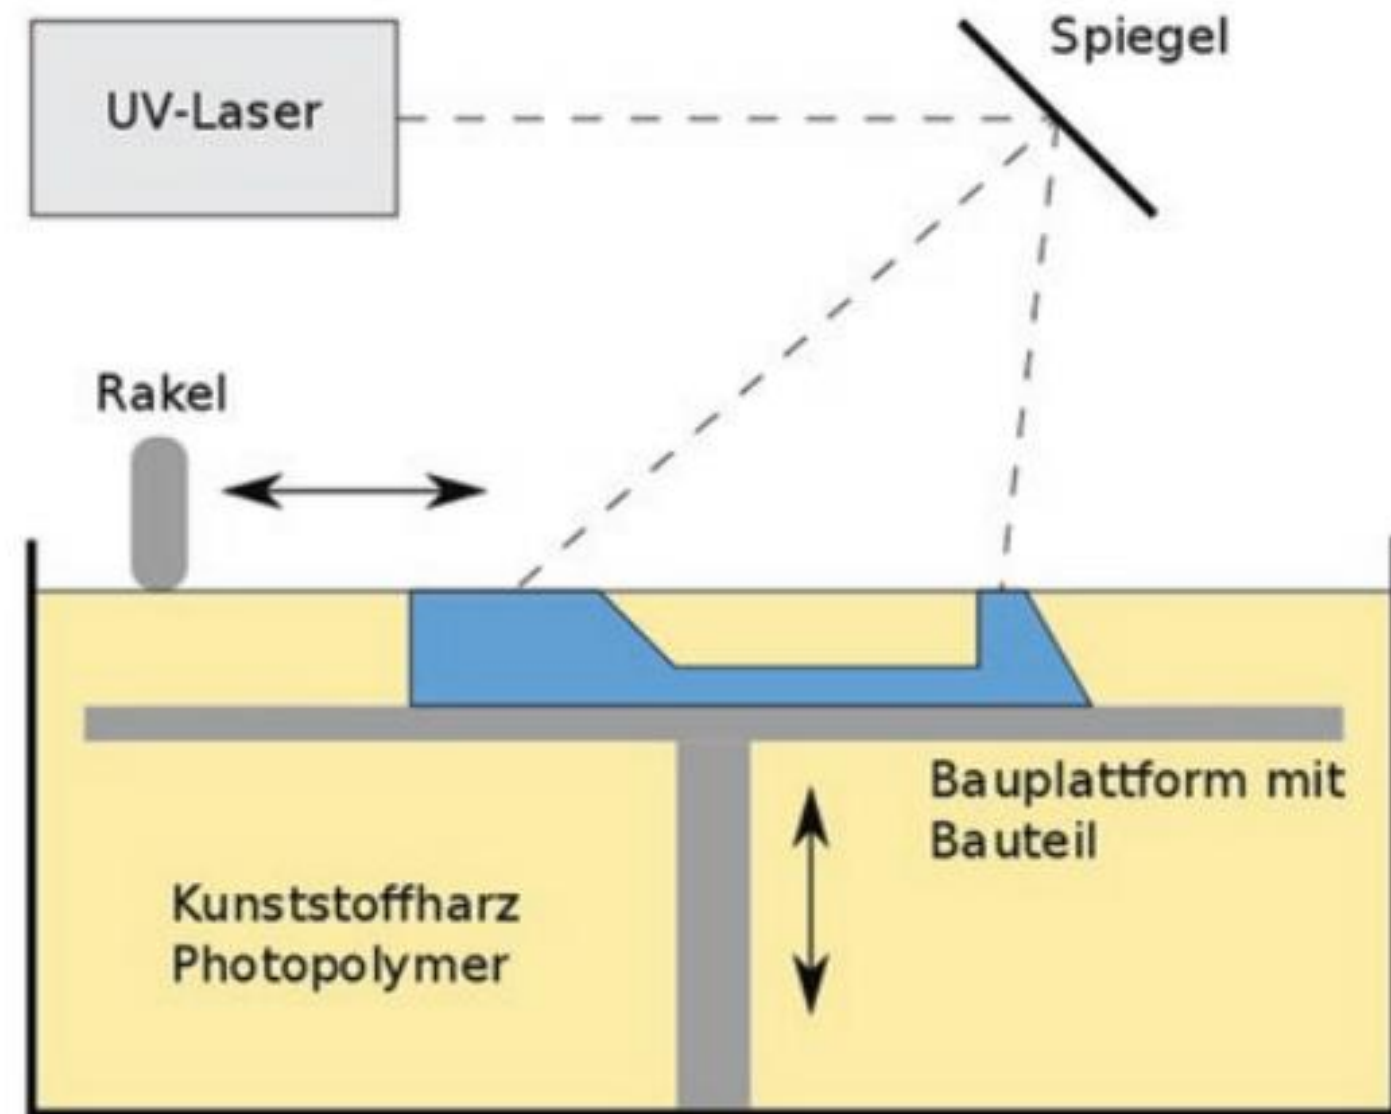 UV-Laser
Spiegel
Rakel
Bauplattform mit
Bauteil
Kunststoffharz
Photopolymer